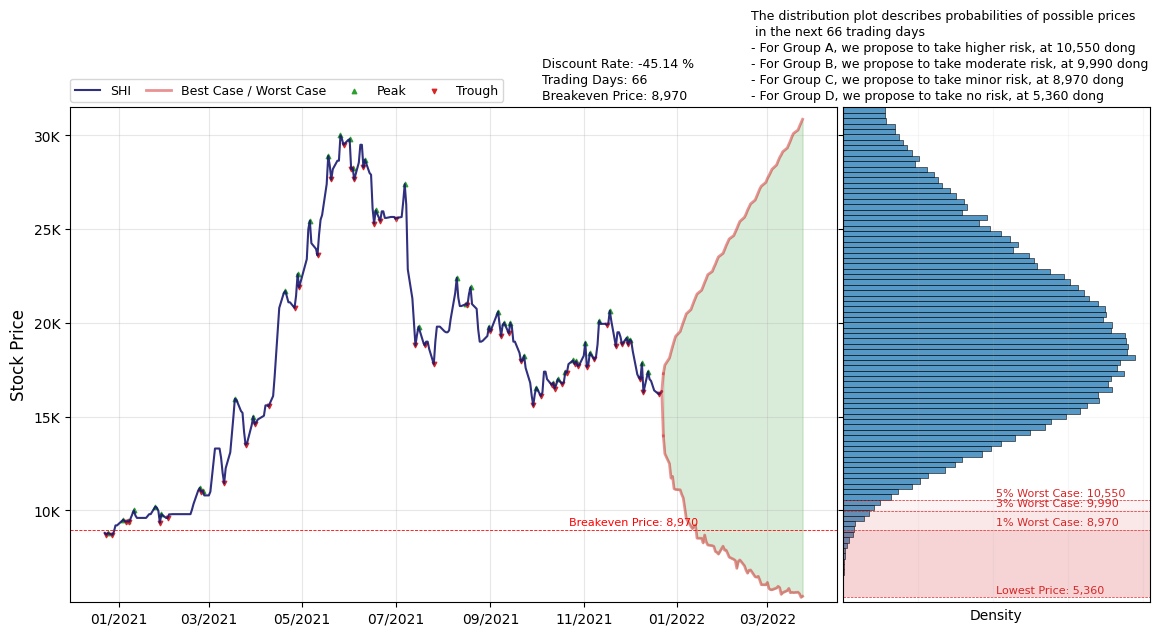 The distribution plot describes probabilities of possible prices
in the next 66 trading days
- For Group A, we propose to take higher risk, at 10,550 dong
- For Group B, we propose to take moderate risk, at 9,990 dong
- For Group C, we propose to take minor risk, at 8,970 dong
- For Group D, we propose to take no risk, at 5,360 dong
Discount Rate: -45.14 %
Trading Days: 66
Breakeven Price: 8,970
SHI
Best Case / Worst Case
Peak
Trough
Stock Price
30K
25K
20K
15K
10K
Breakeven Price: 8,970
5% Worst Case: 10,550
3% Worst Case: 9,990
1% Worst Case: 8,970
Lowest Price: 5,360
01/2021
03/2021
05/2021
07/2021
09/2021
11/2021
01/2022
03/2022
Density